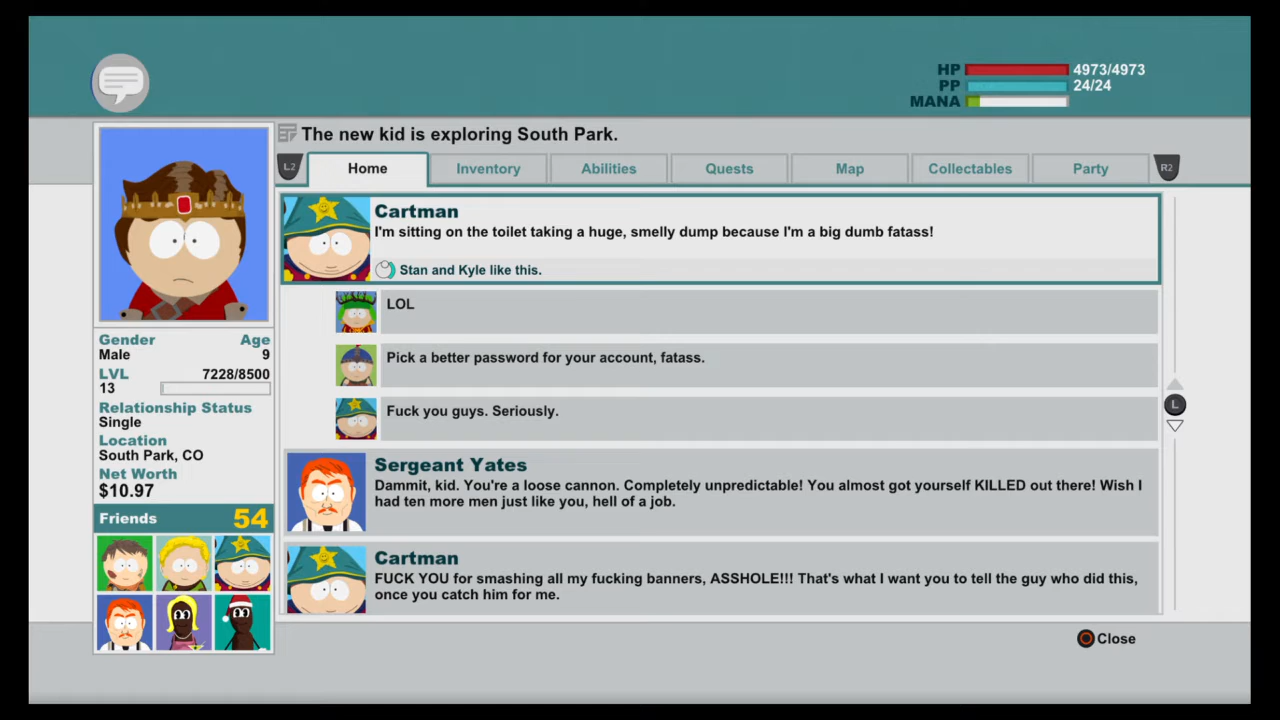 HP 4973/4973
PP 24/24
MANA
The new kid is exploring South Park.
L2 Home Inventory Abilities Quests Map Collectables Party R2
Cartman
I'm sitting on the toilet taking a huge, smelly dump because I'm a big dumb fatass!
Stan and Kyle like this.
LOL
Pick a better password for your account, fatass.
Fuck you guys. Seriously.
Sergeant Yates
Dammit, kid. You're a loose cannon. Completely unpredictable! You almost got yourself KILLED out there! Wish I
had ten more men just like you, hell of a job.
Cartman
FUCK YOU for smashing all my fucking banners, ASSHOLE!!! That's what I want you to tell the guy who did this,
once you catch him for me.
Gender Age
Male 9
LVL 7228/8500
13
Relationship Status
Single
Location
South Park, CO
Net Worth
$10.97
Friends 54
L
Close